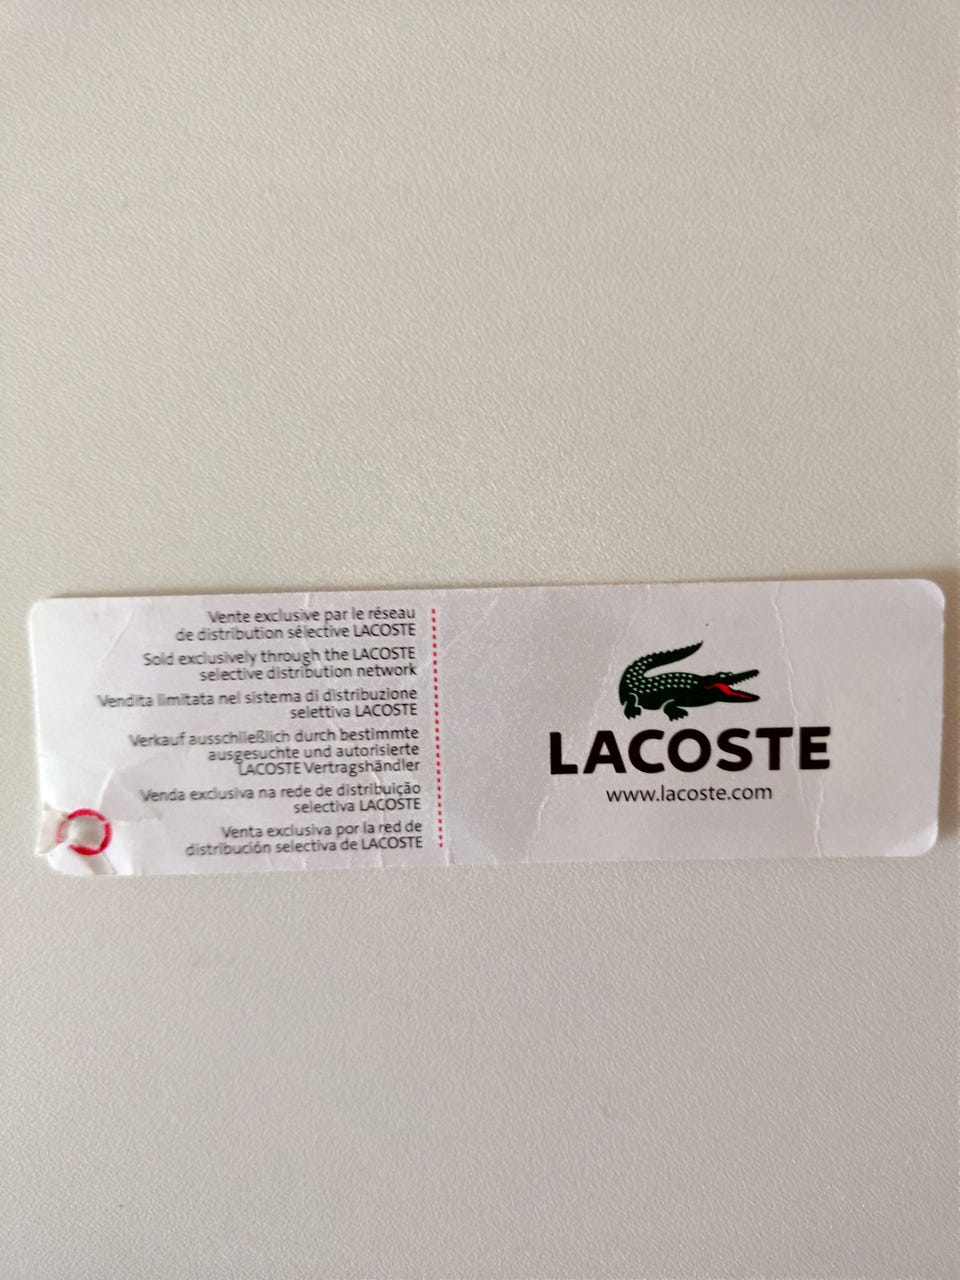 Vente exclusive par le réseau
de distribution sélective LACOSTE
Sold exclusively through the LACOSTE
selective distribution network
Vendita limitata nel sistema di distribuzione
selettiva LACOSTE
Verkauf ausschließlich durch bestimmte
ausgesuchte und autorisierte
LACOSTE Vertragshändler
Venda exclusiva na rede de distribuição
selectiva LACOSTE
Venta exclusiva por la red de
distribución selectiva de LACOSTE
LACOSTE
www.lacoste.com